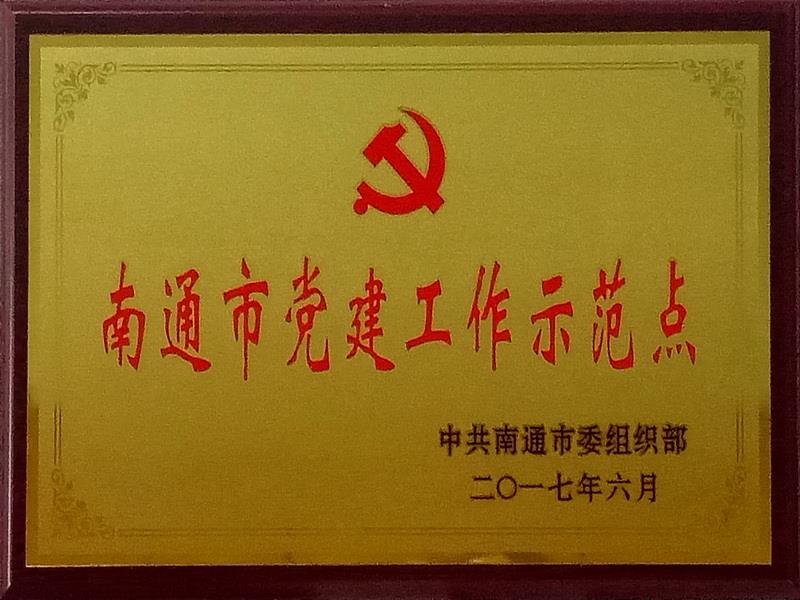 南通市党建工作示范点
中共南通市委组织部
二〇一七年六月